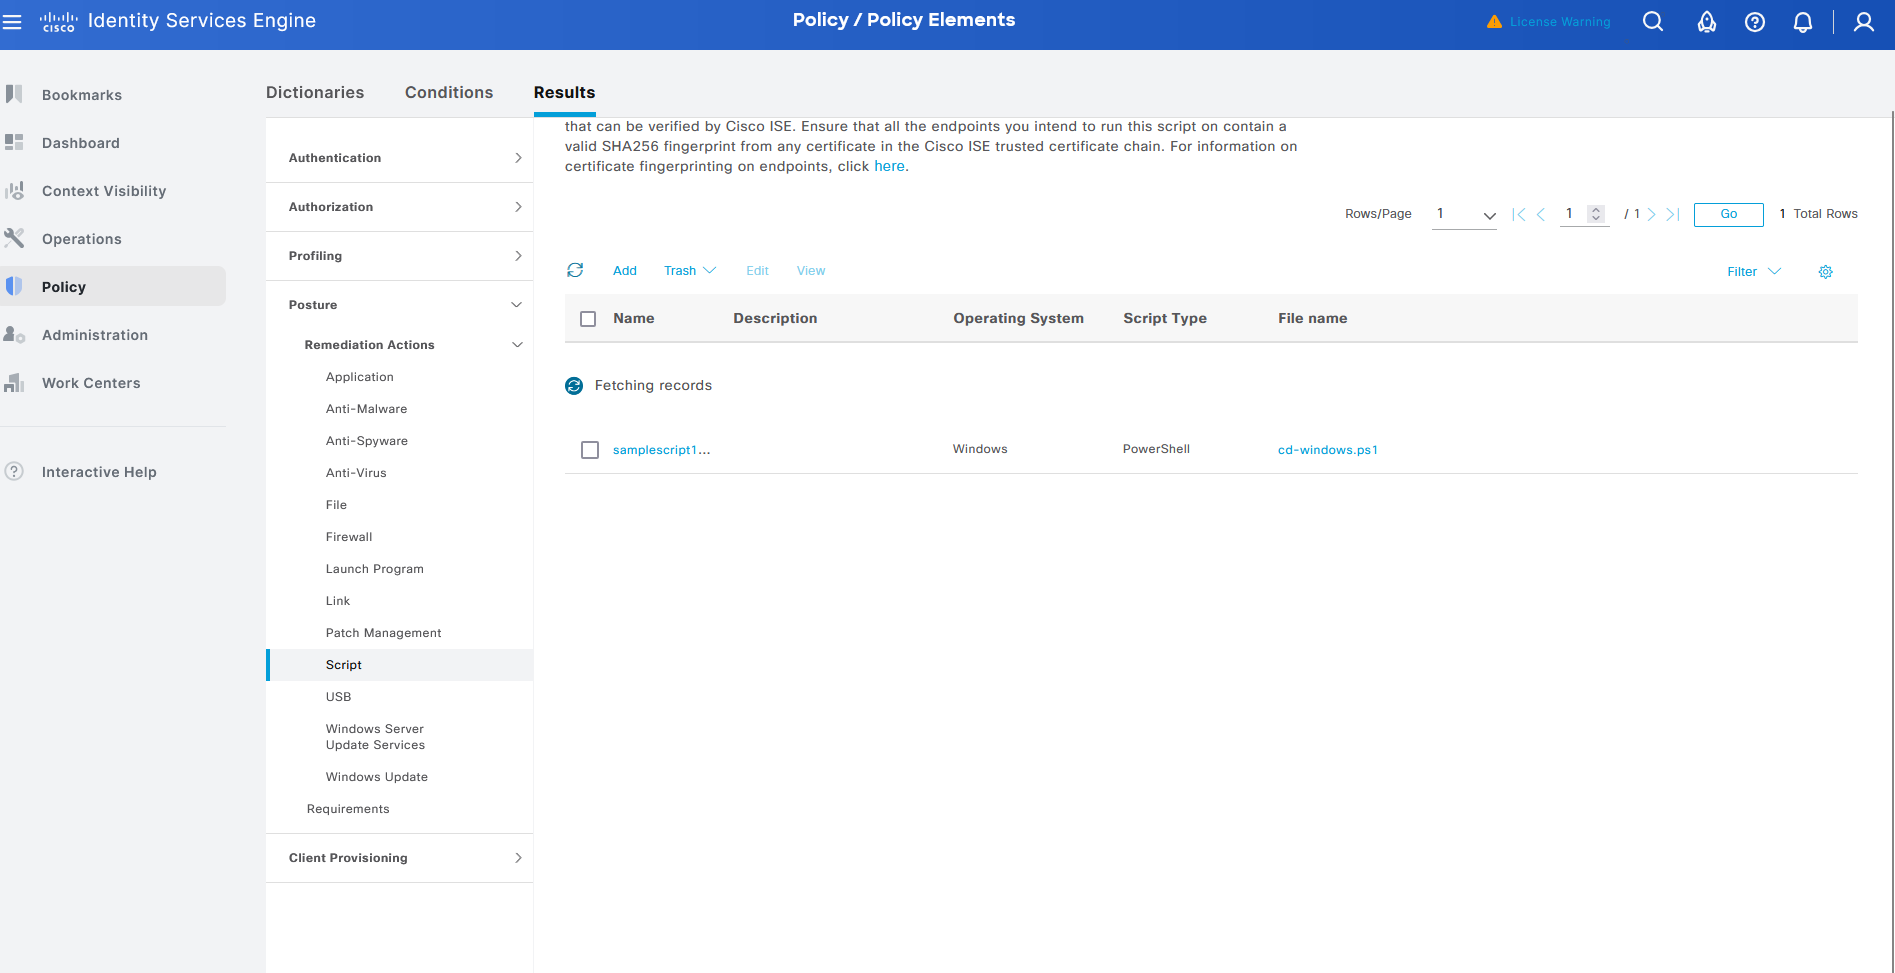 cisco Identity Services Engine
Policy / Policy Elements
License Warning
Bookmarks
Dashboard
Context Visibility
Operations
Policy
Administration
Work Centers
Interactive Help
Dictionaries Conditions Results
Authentication
Authorization
Profiling
Posture
Remediation Actions
Application
Anti-Malware
Anti-Spyware
Anti-Virus
File
Firewall
Launch Program
Link
Patch Management
Script
USB
Windows Server
Update Services
Windows Update
Requirements
Client Provisioning
that can be verified by Cisco ISE. Ensure that all the endpoints you intend to run this script on contain a
valid SHA256 fingerprint from any certificate in the Cisco ISE trusted certificate chain. For information on
certificate fingerprinting on endpoints, click here.
Rows/Page 1 1 / 1 Go 1 Total Rows
Add Trash Edit View Filter
Name Description Operating System Script Type File name
Fetching records
samplescript1... Windows PowerShell cd-windows.ps1